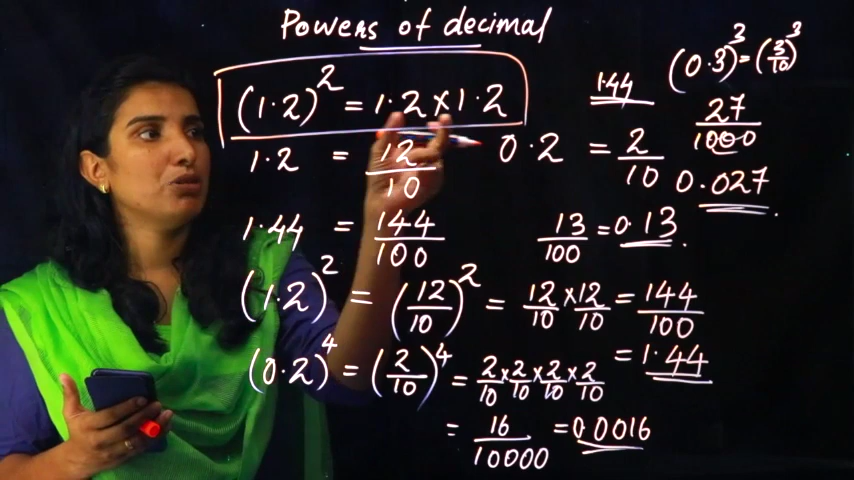 Powers of decimal
(1.2)² = 1.2 × 1.2
1.44
(0.3)³ = (3/10)³
27/1000
0.027
1.2 = 12/10
0.2 = 2/10
1.44 = 144/100
13/100 = 0.13
(1.2)² = (12/10)² = 12/10 × 12/10 = 144/100
= 1.44
(0.2)⁴ = (2/10)⁴ = 2/10 × 2/10 × 2/10 × 2/10
= 16/10000 = 0.0016